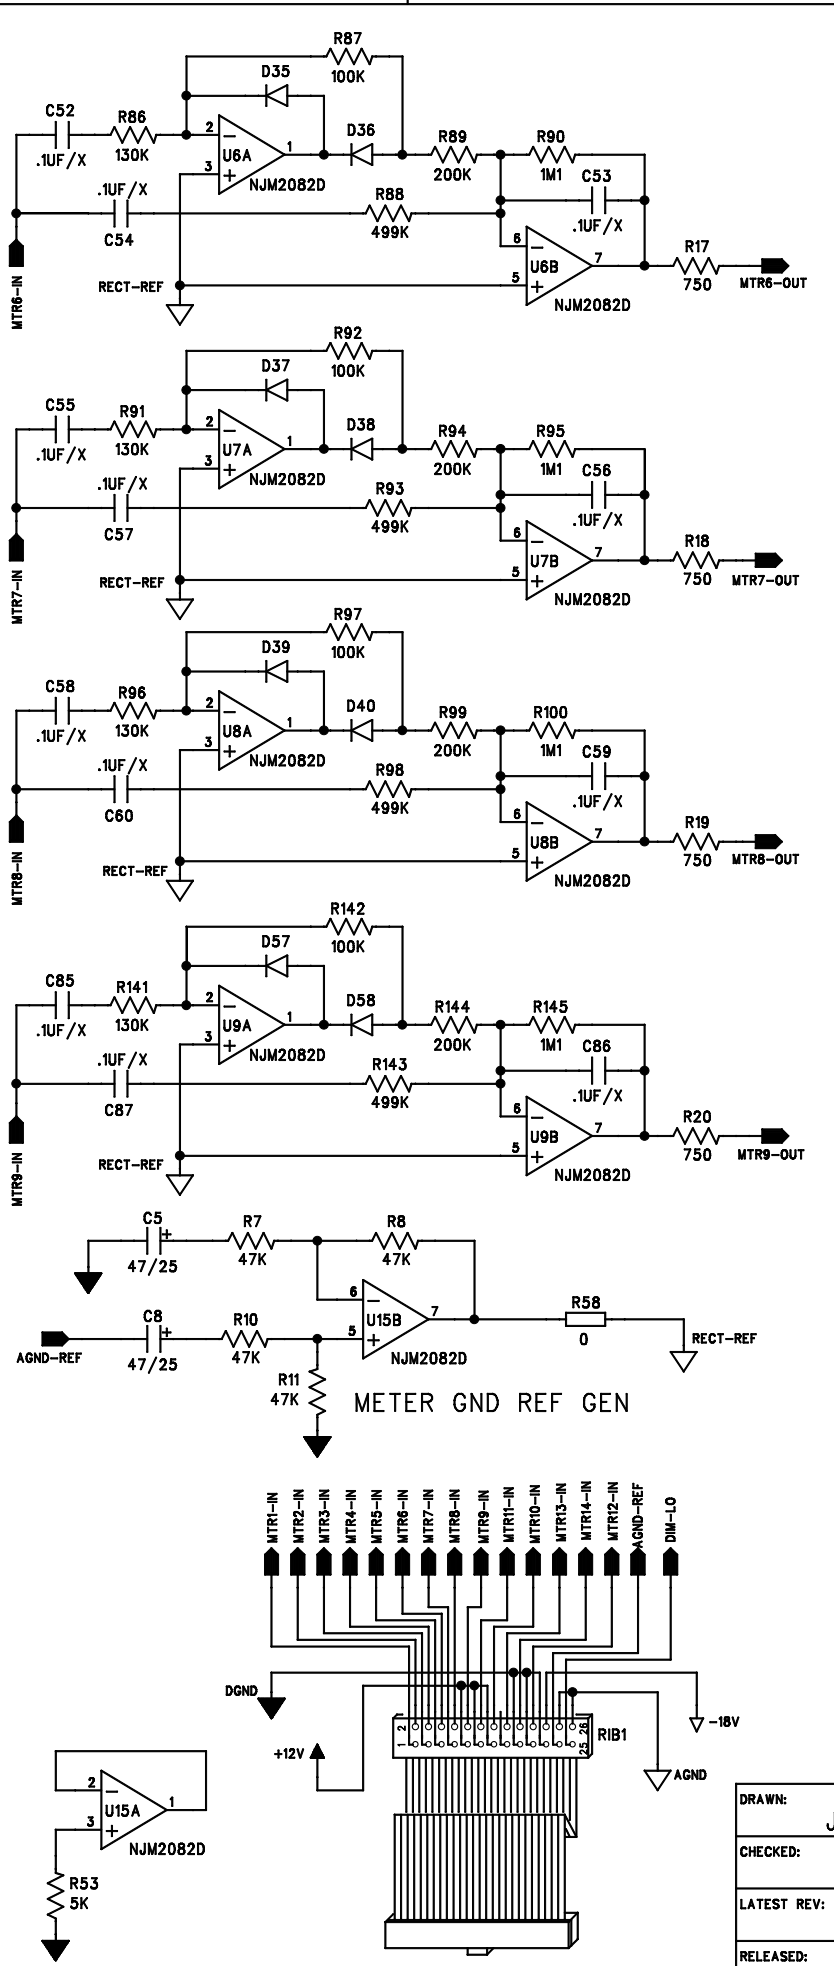 R87
100K
D35
C52
.1UF/X
R86
130K
2
3
1
U6A
NJM2082D
D36
R89
200K
R90
1M1
C53
.1UF/X
.1UF/X
C54
R88
499K
6
5
7
U6B
NJM2082D
R17
750
MTR6-OUT
MTR6-IN
RECT-REF
R92
100K
D37
C55
.1UF/X
R91
130K
2
3
1
U7A
NJM2082D
D38
R94
200K
R95
1M1
C56
.1UF/X
.1UF/X
C57
R93
499K
6
5
7
U7B
NJM2082D
R18
750
MTR7-OUT
MTR7-IN
RECT-REF
R97
100K
D39
C58
.1UF/X
R96
130K
2
3
1
U8A
NJM2082D
D40
R99
200K
R100
1M1
C59
.1UF/X
.1UF/X
C60
R98
499K
6
5
7
U8B
NJM2082D
R19
750
MTR8-OUT
MTR8-IN
RECT-REF
R142
100K
D57
C85
.1UF/X
R141
130K
2
3
1
U9A
NJM2082D
D58
R144
200K
R145
1M1
C86
.1UF/X
.1UF/X
C87
R143
499K
6
5
7
U9B
NJM2082D
R20
750
MTR9-OUT
MTR9-IN
RECT-REF
C5
47/25
R7
47K
R8
47K
6
5
7
U15B
NJM2082D
R58
0
RECT-REF
AGND-REF
C8
47/25
R10
47K
R11
47K
METER GND REF GEN
MTR1-IN
MTR2-IN
MTR3-IN
MTR4-IN
MTR5-IN
MTR6-IN
MTR7-IN
MTR8-IN
MTR9-IN
MTR11-IN
MTR10-IN
MTR13-IN
MTR14-IN
MTR12-IN
AGND-REF
DIM-LO
DGND
-18V
2
1
26
25
RIB1
+12V
AGND
2
3
1
U15A
NJM2082D
R53
5K
DRAWN:
J
CHECKED:
LATEST REV:
RELEASED: